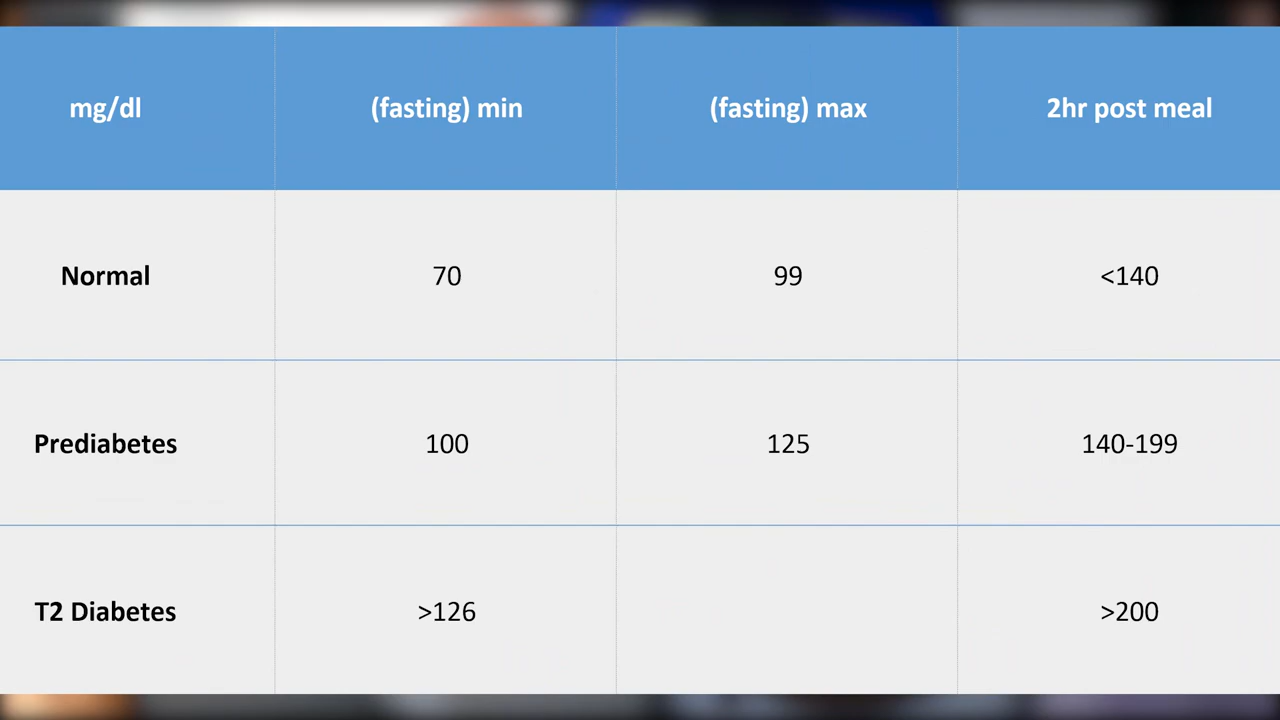 mg/dl (fasting) min (fasting) max 2hr post meal
Normal 70 99 <140
Prediabetes 100 125 140-199
T2 Diabetes >126 >200